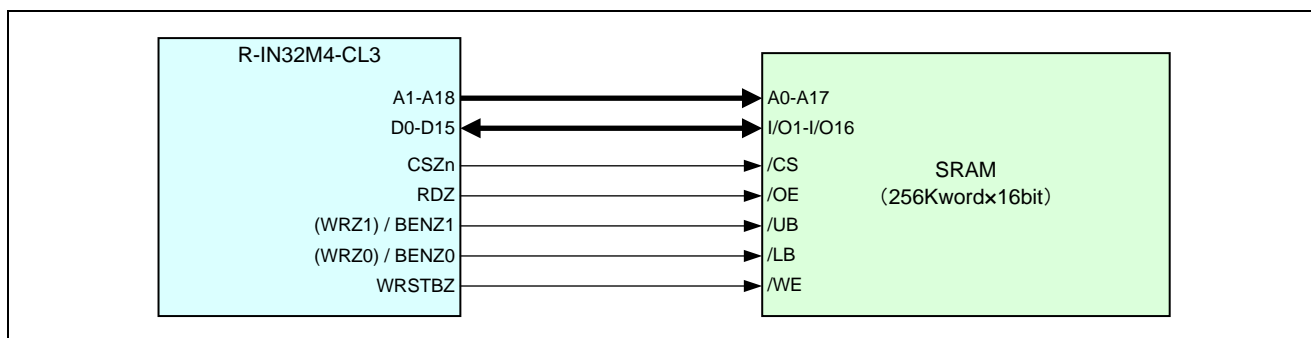 R-IN32M4-CL3
A1-A18
D0-D15
CSZn
RDZ
(WRZ1) / BENZ1
(WRZ0) / BENZ0
WRSTBZ
A0-A17
I/O1-I/O16
/CS
/OE
/UB
/LB
/WE
SRAM
（256Kword×16bit）